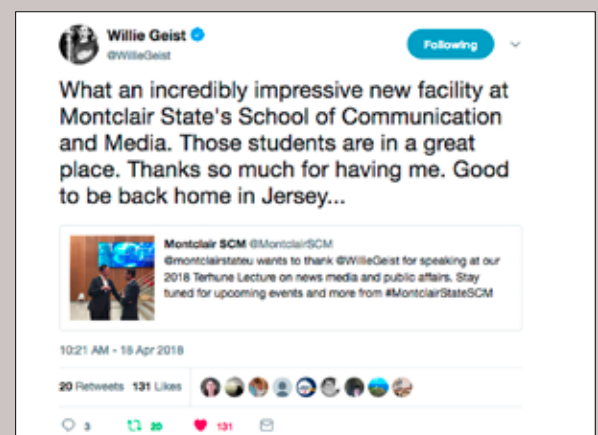 Willie Geist
@WillieGeist
Following
What an incredibly impressive new facility at
Montclair State's School of Communication
and Media. Those students are in a great
place. Thanks so much for having me. Good
to be back home in Jersey...
Montclair SCM @MontclairSCM
@montclairstateu wants to thank @WillieGeist for speaking at our
2018 Terhune Lecture on news media and public affairs. Stay
tuned for upcoming events and more from #MontclairStateSCM
10:21 AM - 18 Apr 2018
20 Retweets 131 Likes
3 20 131